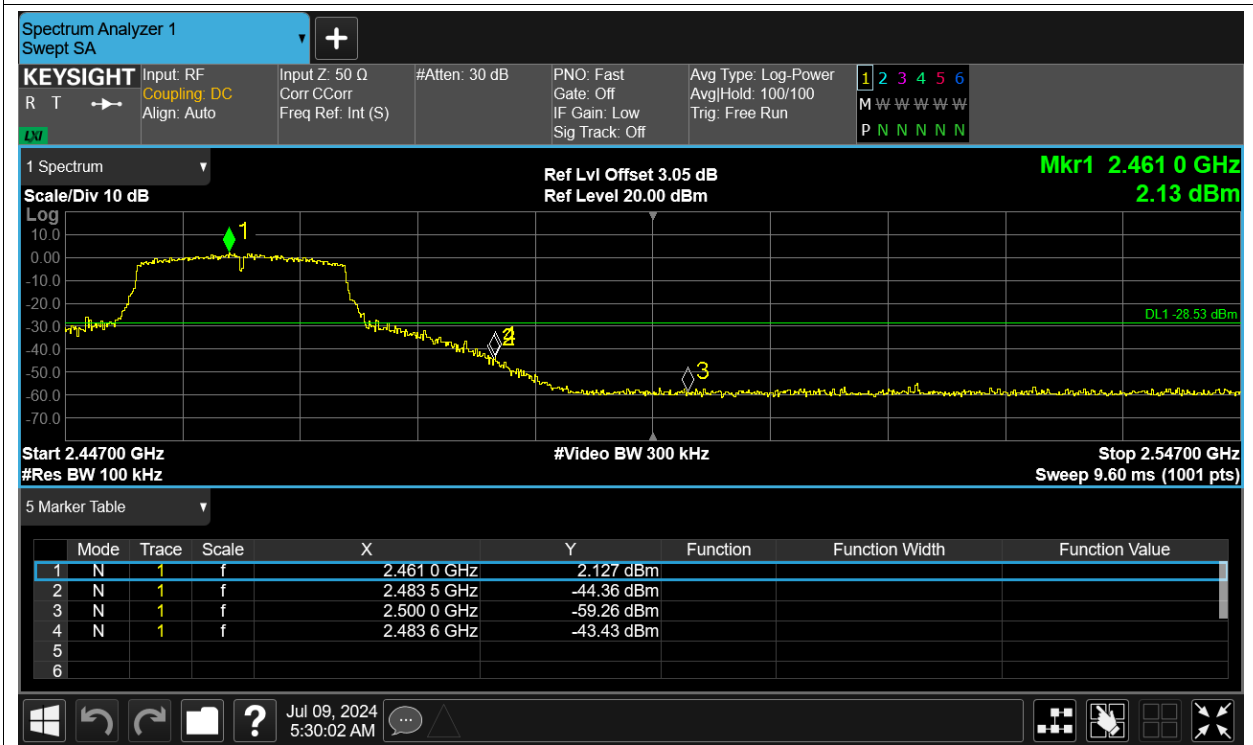 Spectrum Analyzer 1
Swept SA
+
KEYSIGHT
R T
LXI
Input: RF
Coupling: DC
Align: Auto
Input Z: 50 Ω
Corr CCorr
Freq Ref: Int (S)
#Atten: 30 dB
PNO: Fast
Gate: Off
IF Gain: Low
Sig Track: Off
Avg Type: Log-Power
Avg|Hold: 100/100
Trig: Free Run
1 2 3 4 5 6
M W W W W W
P N N N N N
1 Spectrum
Scale/Div 10 dB
Ref Lvl Offset 3.05 dB
Ref Level 20.00 dBm
Mkr1 2.461 0 GHz
2.13 dBm
Log
10.0
0.00
-10.0
-20.0
-30.0
-40.0
-50.0
-60.0
-70.0
1
3
DL1 -28.53 dBm
Start 2.44700 GHz
#Res BW 100 kHz
#Video BW 300 kHz
Stop 2.54700 GHz
Sweep 9.60 ms (1001 pts)
5 Marker Table
Mode Trace Scale X Y Function Function Width Function Value
1 N 1 f 2.461 0 GHz 2.127 dBm
2 N 1 f 2.483 5 GHz -44.36 dBm
3 N 1 f 2.500 0 GHz -59.26 dBm
4 N 1 f 2.483 6 GHz -43.43 dBm
5
6
?
Jul 09, 2024
5:30:02 AM